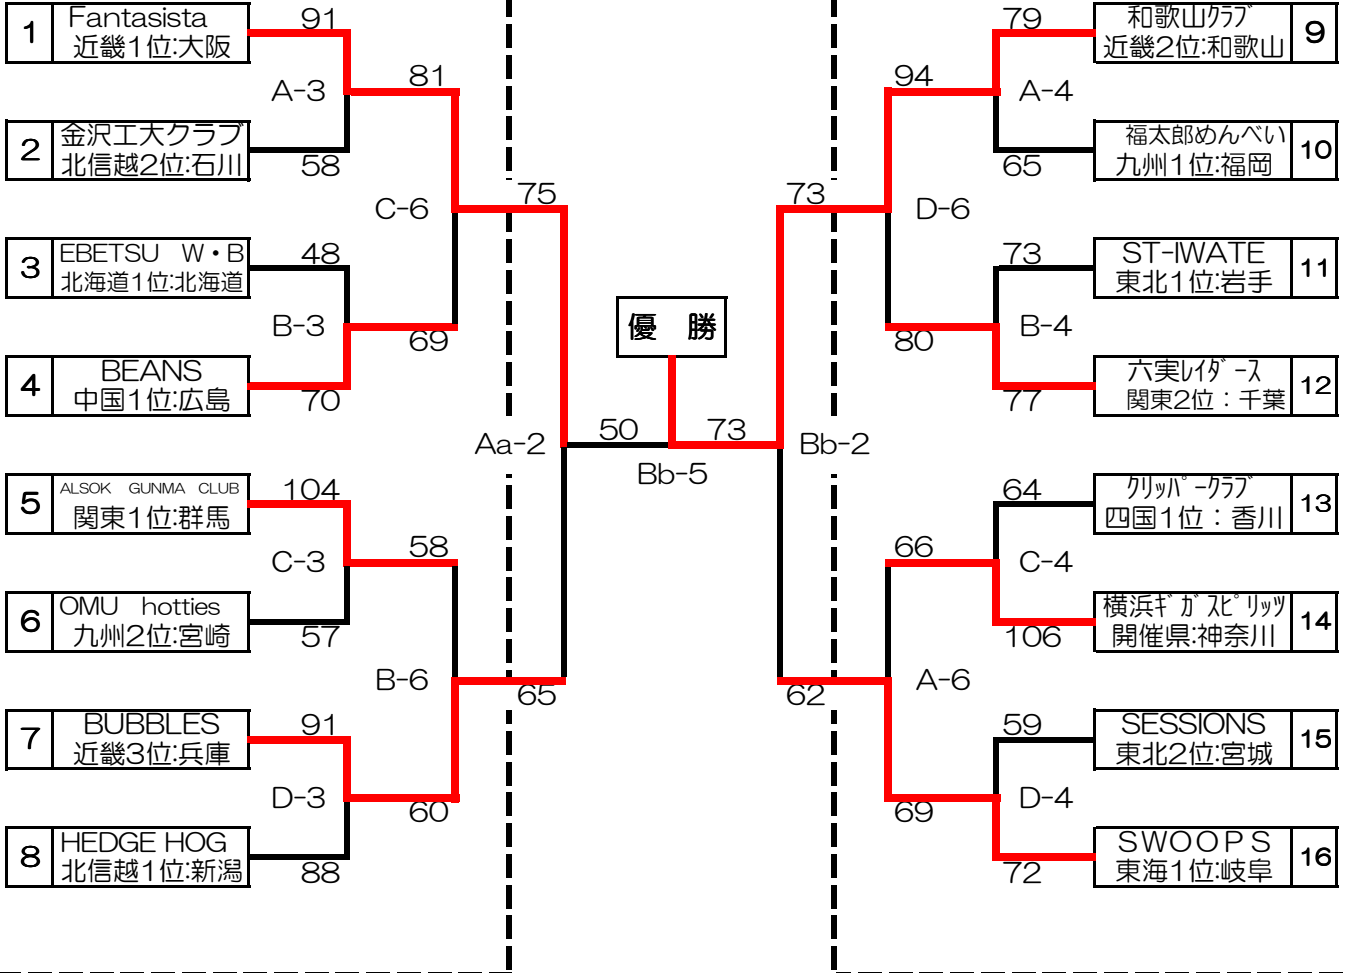 1
Fantasista
近畿1位:大阪
91
A-3
81
2
金沢工大クラブ
北信越2位:石川
58
C-6
75
3
EBETSU W・B
北海道1位:北海道
48
B-3
69
4
BEANS
中国1位:広島
70
Aa-2
5
ALSOK GUNMA CLUB
関東1位:群馬
104
C-3
58
6
OMU hotties
九州2位:宮崎
57
B-6
65
7
BUBBLES
近畿3位:兵庫
91
D-3
60
8
HEDGE HOG
北信越1位:新潟
88
優 勝
50
73
Bb-5
79
和歌山クラブ
近畿2位:和歌山
9
94
A-4
福太郎めんべい
九州1位:福岡
10
65
73
D-6
73
ST-IWATE
東北1位:岩手
11
B-4
80
六実レイダース
関東2位：千葉
12
77
Bb-2
64
クリッパークラブ
四国1位：香川
13
66
C-4
横浜ギガスピリッツ
開催県:神奈川
14
106
62
A-6
59
SESSIONS
東北2位:宮城
15
D-4
69
SWOOPS
東海1位:岐阜
16
72